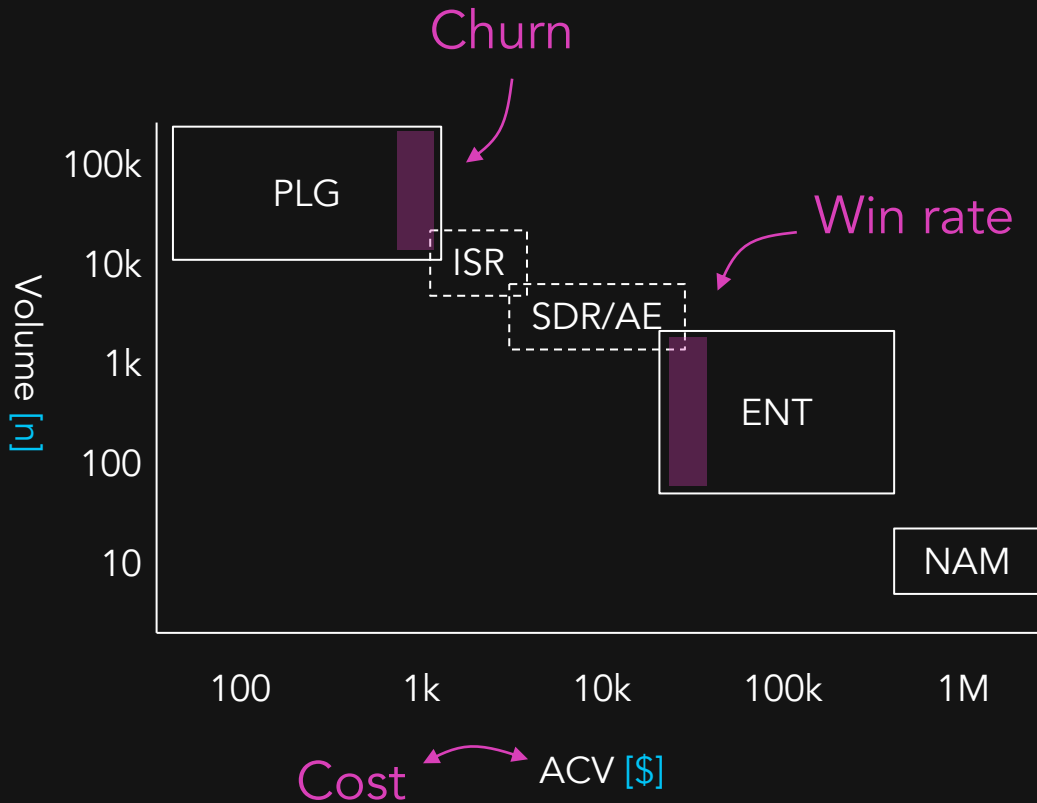 Churn
100k
PLG
Win rate
10k
ISR
SDR/AE
Volume [n]
1k
ENT
100
10
NAM
100 1k 10k 100k 1M
Cost ACV [$]